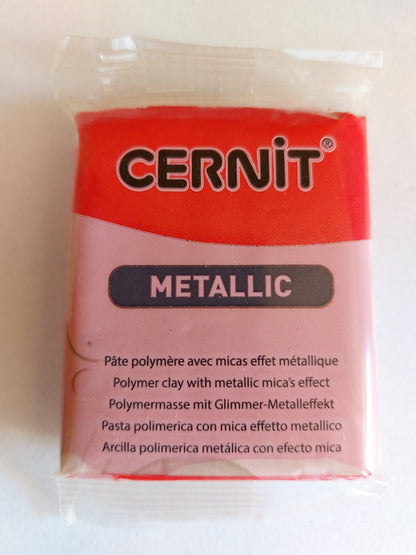 CERNiT®
METALLIC
Pâte polymère avec micas effet métallique
Polymer clay with metallic mica's effect
Polymermasse mit Glimmer-Metalleffekt
Pasta polimerica con mica effetto metallico
Arcilla polimerica metálica con efecto mica